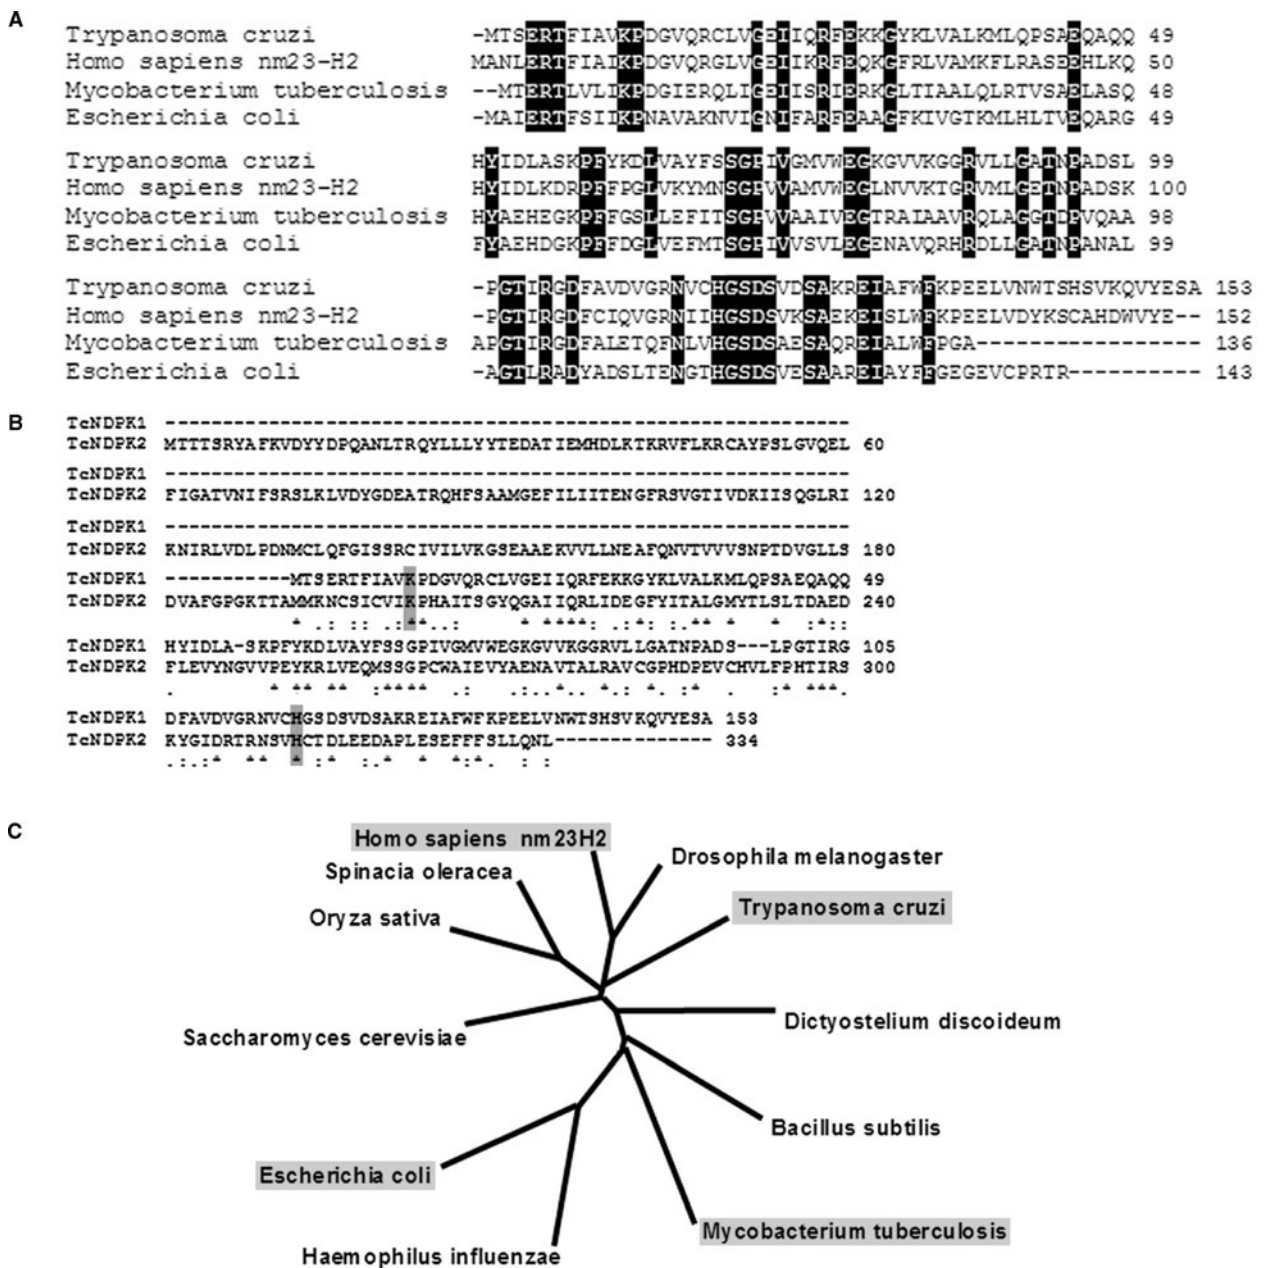 A
Trypanosoma cruzi -MTSERTFIAVKPDGVQRCLVGEIIQRFEKKGYKLVALKMLQPSAEQAQQ 49
Homo sapiens nm23-H2 MANLERTFIAIKPDGVQRGLVGEIIKRFEQKGFRLVAMKFLRASEEHLKQ 50
Mycobacterium tuberculosis --MTERTLVLIKPDGIERQLIGEIISRIERKGLTIAALQLRTVSAELASQ 48
Escherichia coli -MAIERTFSIIKPNAVAKNVIGNIFARFEAAGFKIVGTKMLHLTVEQARG 49
Trypanosoma cruzi HYIDLASKPFYKDLVAYFSSGPIVGMVWEGKGVVKGGRVLLGATNPADSL 99
Homo sapiens nm23-H2 HYIDLKDRPFFPGLVKYMNSGPVVAMVWEGLNVVKTGRVMLGETNPADSK 100
Mycobacterium tuberculosis HYAEHEGKPFFGSLLEFITSGPVVAAIVEGTRAIAAVRQLAGGTDPVQAA 98
Escherichia coli FYAEHDGKPFFDGLVEFMTSGPIVVSVLEGENAVQRHRDLLGATNPANAL 99
Trypanosoma cruzi -PGTIRGDFAVDVGRNVCHGSDSVDSAKREIAFWFKPEELVNWTSHSVKQVYESA 153
Homo sapiens nm23-H2 -PGTIRGDFCIQVGRNIIHGSDSVKSAEKEISLWFKPEELVDYKSCAHDWVYE-- 152
Mycobacterium tuberculosis APGTIRGDFALETQFNLVHGSDSAESAQREIALWFPGA----------------- 136
Escherichia coli -AGTLRADYADSLTENGTHGSDSVESAAREIAYFFGEGEVCPRTR---------- 143
B
TcNDPK1 ------------------------------------------------------------
TcNDPK2 MTTTSRYAFKVDYYDPQANLTRQYLLLYYTEDATIEMHDLKTKRVFLKRCAYPSLGVQEL 60
TcNDPK1 ------------------------------------------------------------
TcNDPK2 FIGATVNIFSRSLKLVDYGDEATRQHFSAAMGEFILIITENGFRSVGTIVDKIISQGLRI 120
TcNDPK1 ------------------------------------------------------------
TcNDPK2 KNIRLVDLPDNMCLQFGISSRCIVILVKGSEAAEKVVLLNEAFQNVTVVVSNPTDVGLLS 180
TcNDPK1 -----------MTSERTFIAVKPDGVQRCLVGEIIQRFEKKGYKLVALKMLQPSAEQAQQ 49
TcNDPK2 DVAFGPGKTTAMMKNCSICVIKPHAITSGYQGAIIQRLIDEGFYITALGMYTLSLTDAED 240
TcNDPK1 HYIDLA-SKPFYKDLVAYFSSGPIVGMVWEGKGVVKGGRVLLGATNPADS---LPGTIRG 105
TcNDPK2 FLEVYNGVVPEYKRLVEQMSSGPCWAIEVYAENAVTALRAVCGPHDPEVCHVLFPHTIRS 300
TcNDPK1 DFAVDVGRNVCHGSDSVDSAKREIAFWFKPEELVNWTSHSVKQVYESA 153
TcNDPK2 KYGIDRTRNSVHCTDLEEDAPLESEFFFSLLQNL-------------- 334
C
Homo sapiens nm23H2
Drosophila melanogaster
Spinacia oleracea
Trypanosoma cruzi
Oryza sativa
Dictyostelium discoideum
Saccharomyces cerevisiae
Bacillus subtilis
Escherichia coli
Mycobacterium tuberculosis
Haemophilus influenzae